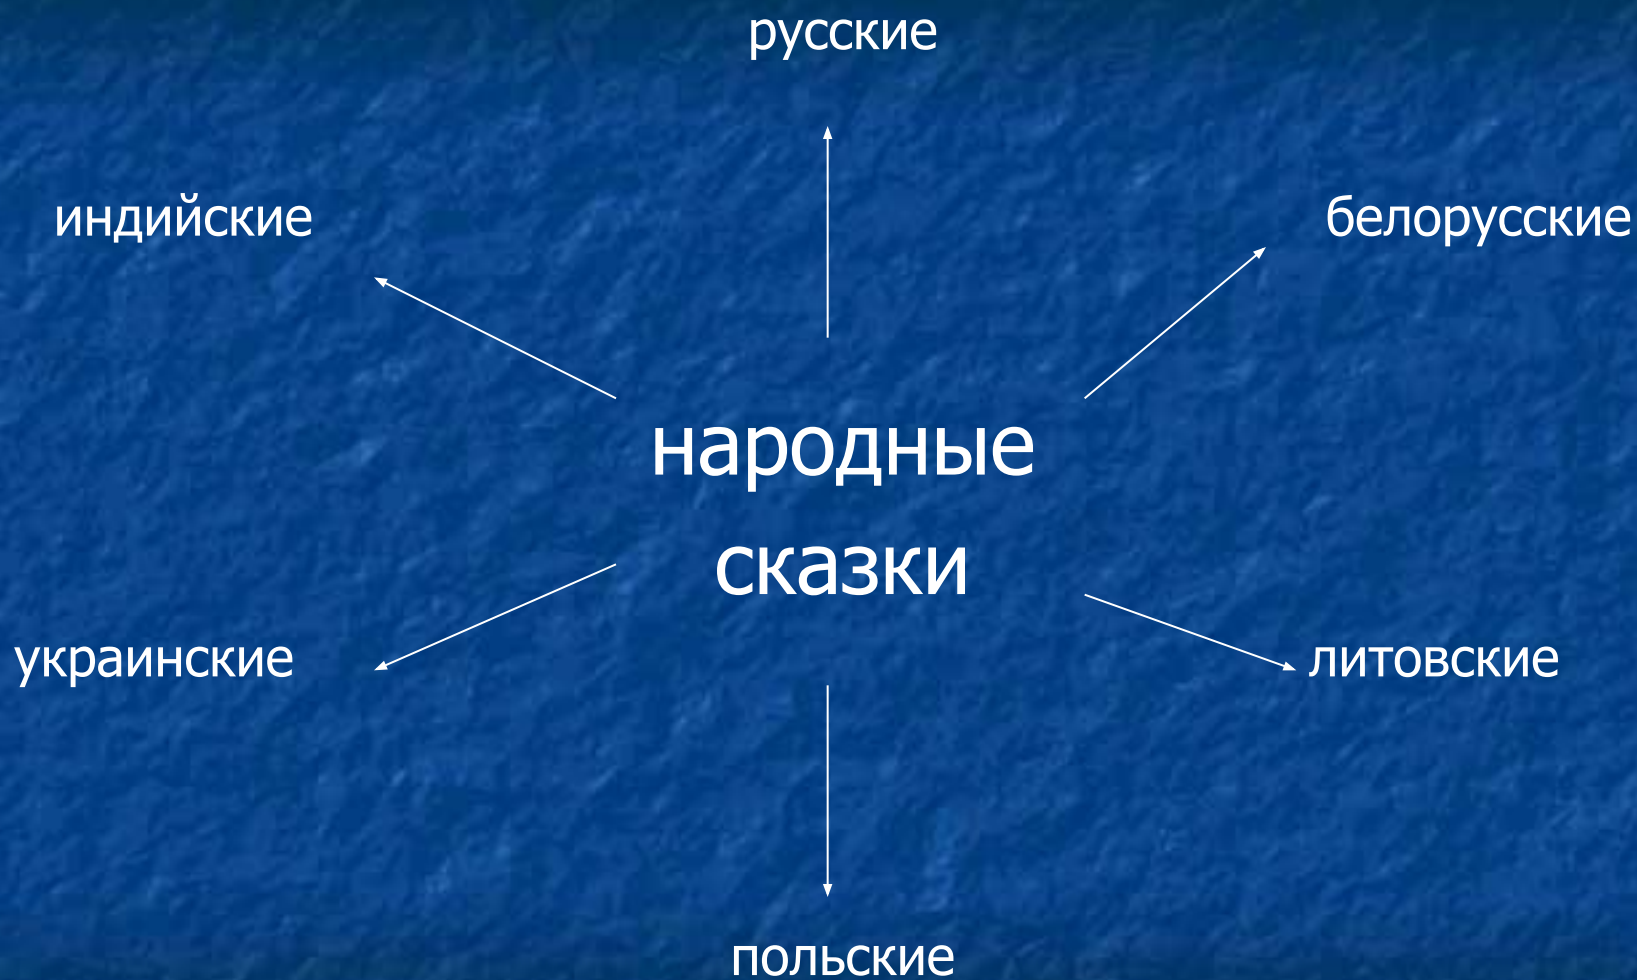 русские
индийские
белорусские
народные
сказки
украинские
литовские
польские